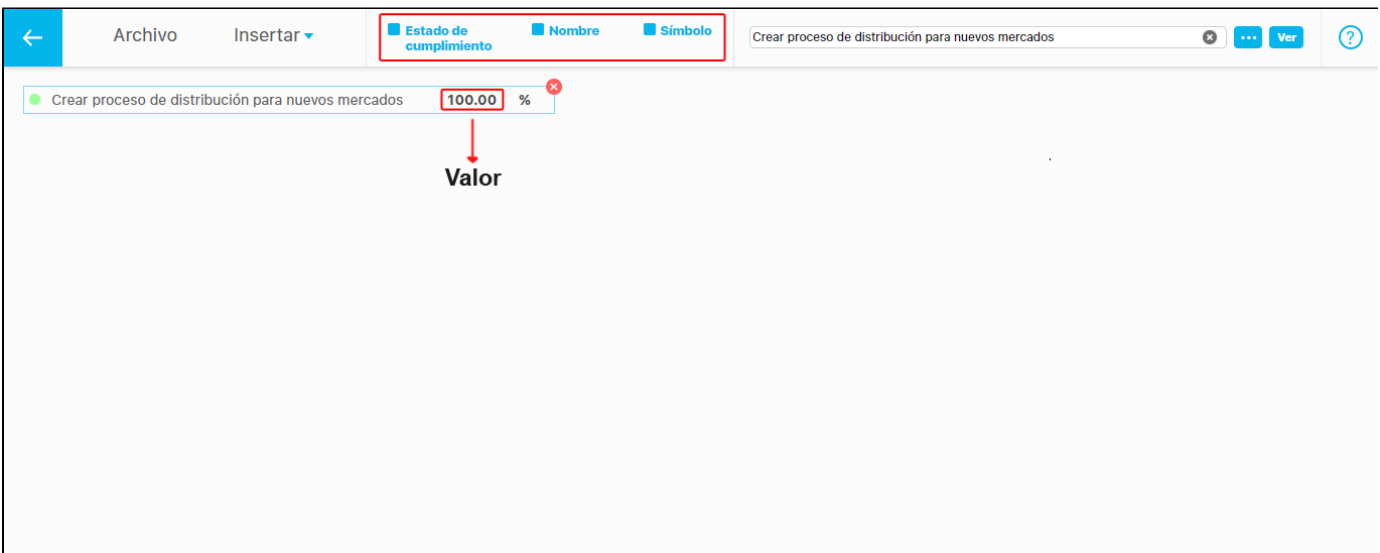 Archivo
Insertar
Estado de
cumplimiento
Nombre
Símbolo
Crear proceso de distribución para nuevos mercados
Ver
Crear proceso de distribución para nuevos mercados 100.00 %
Valor